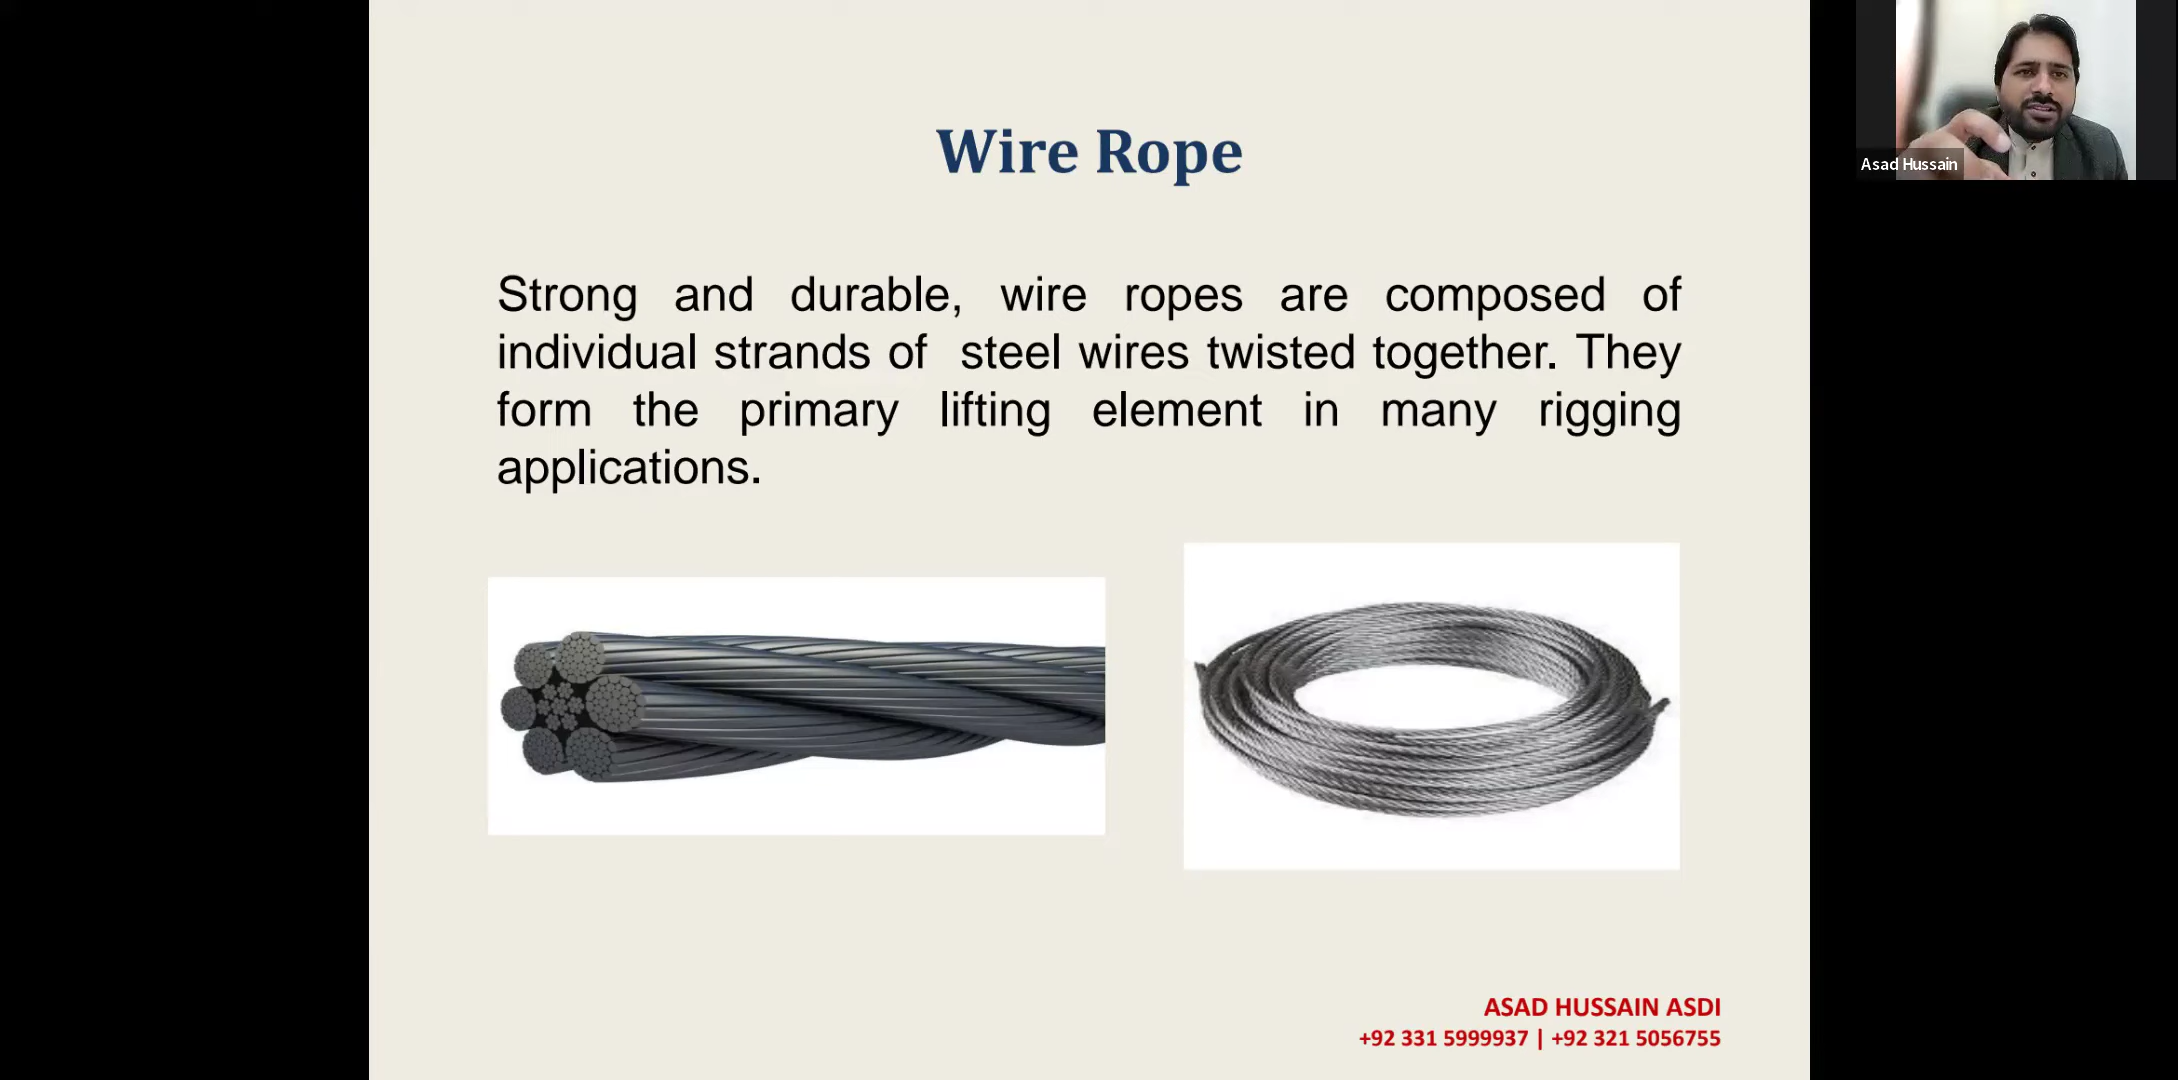 Wire Rope
Asad Hussain
Strong and durable, wire ropes are composed of
individual strands of  steel wires twisted together. They
form the primary lifting element in many rigging
applications.
ASAD HUSSAIN ASDI
+92 331 5999937 | +92 321 5056755